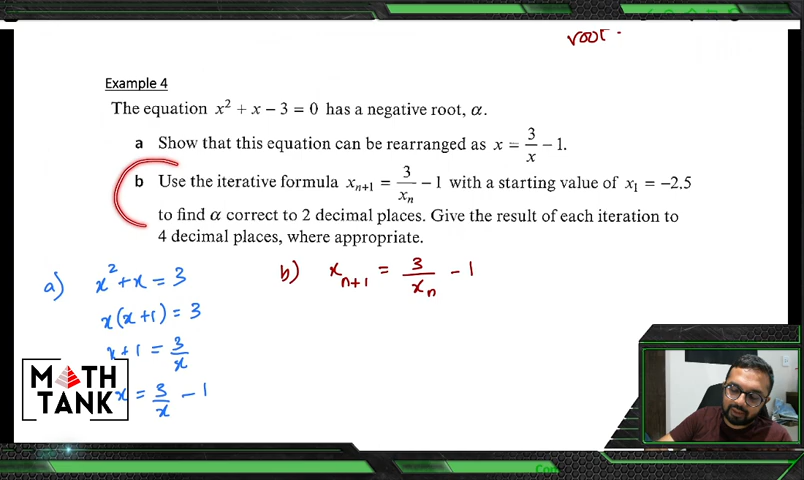 root.
Example 4
The equation x² + x − 3 = 0 has a negative root, α.
a Show that this equation can be rearranged as x = 3/x − 1.
b Use the iterative formula xₙ₊₁ = 3/xₙ − 1 with a starting value of x₁ = −2.5
to find α correct to 2 decimal places. Give the result of each iteration to
4 decimal places, where appropriate.
a) x² + x = 3
x(x+1) = 3
x+1 = 3/x
x = 3/x − 1
b) xₙ₊₁ = 3/xₙ − 1
MATH
TANK